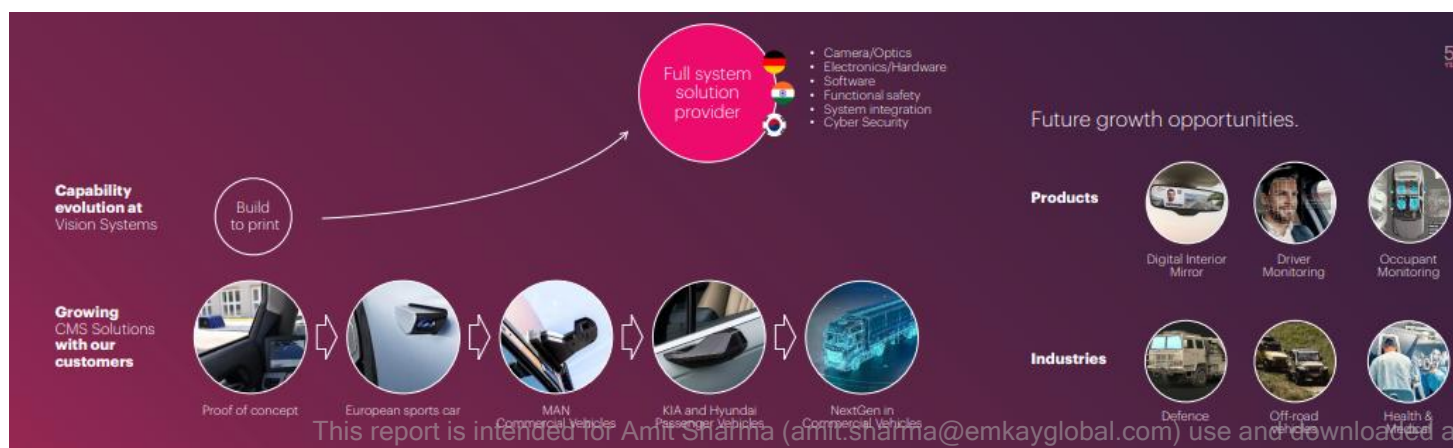 Full system
solution
provider
• Camera/Optics
• Electronics/Hardware
• Software
• Functional safety
• System integration
• Cyber Security
Capability
evolution at
Vision Systems
Build
to print
Growing
CMS Solutions
with our
customers
Proof of concept
European sports car
MAN
Commercial Vehicles
KIA and Hyundai
Passenger Vehicles
NextGen in
Commercial Vehicles
5
Future growth opportunities.
Products
Digital Interior
Mirror
Driver
Monitoring
Occupant
Monitoring
Industries
Defence
Off-road
vehicles
Health &
Medical
This report is intended for Amit Sharma (amit.sharma@emkayglobal.com) use and downloaded a